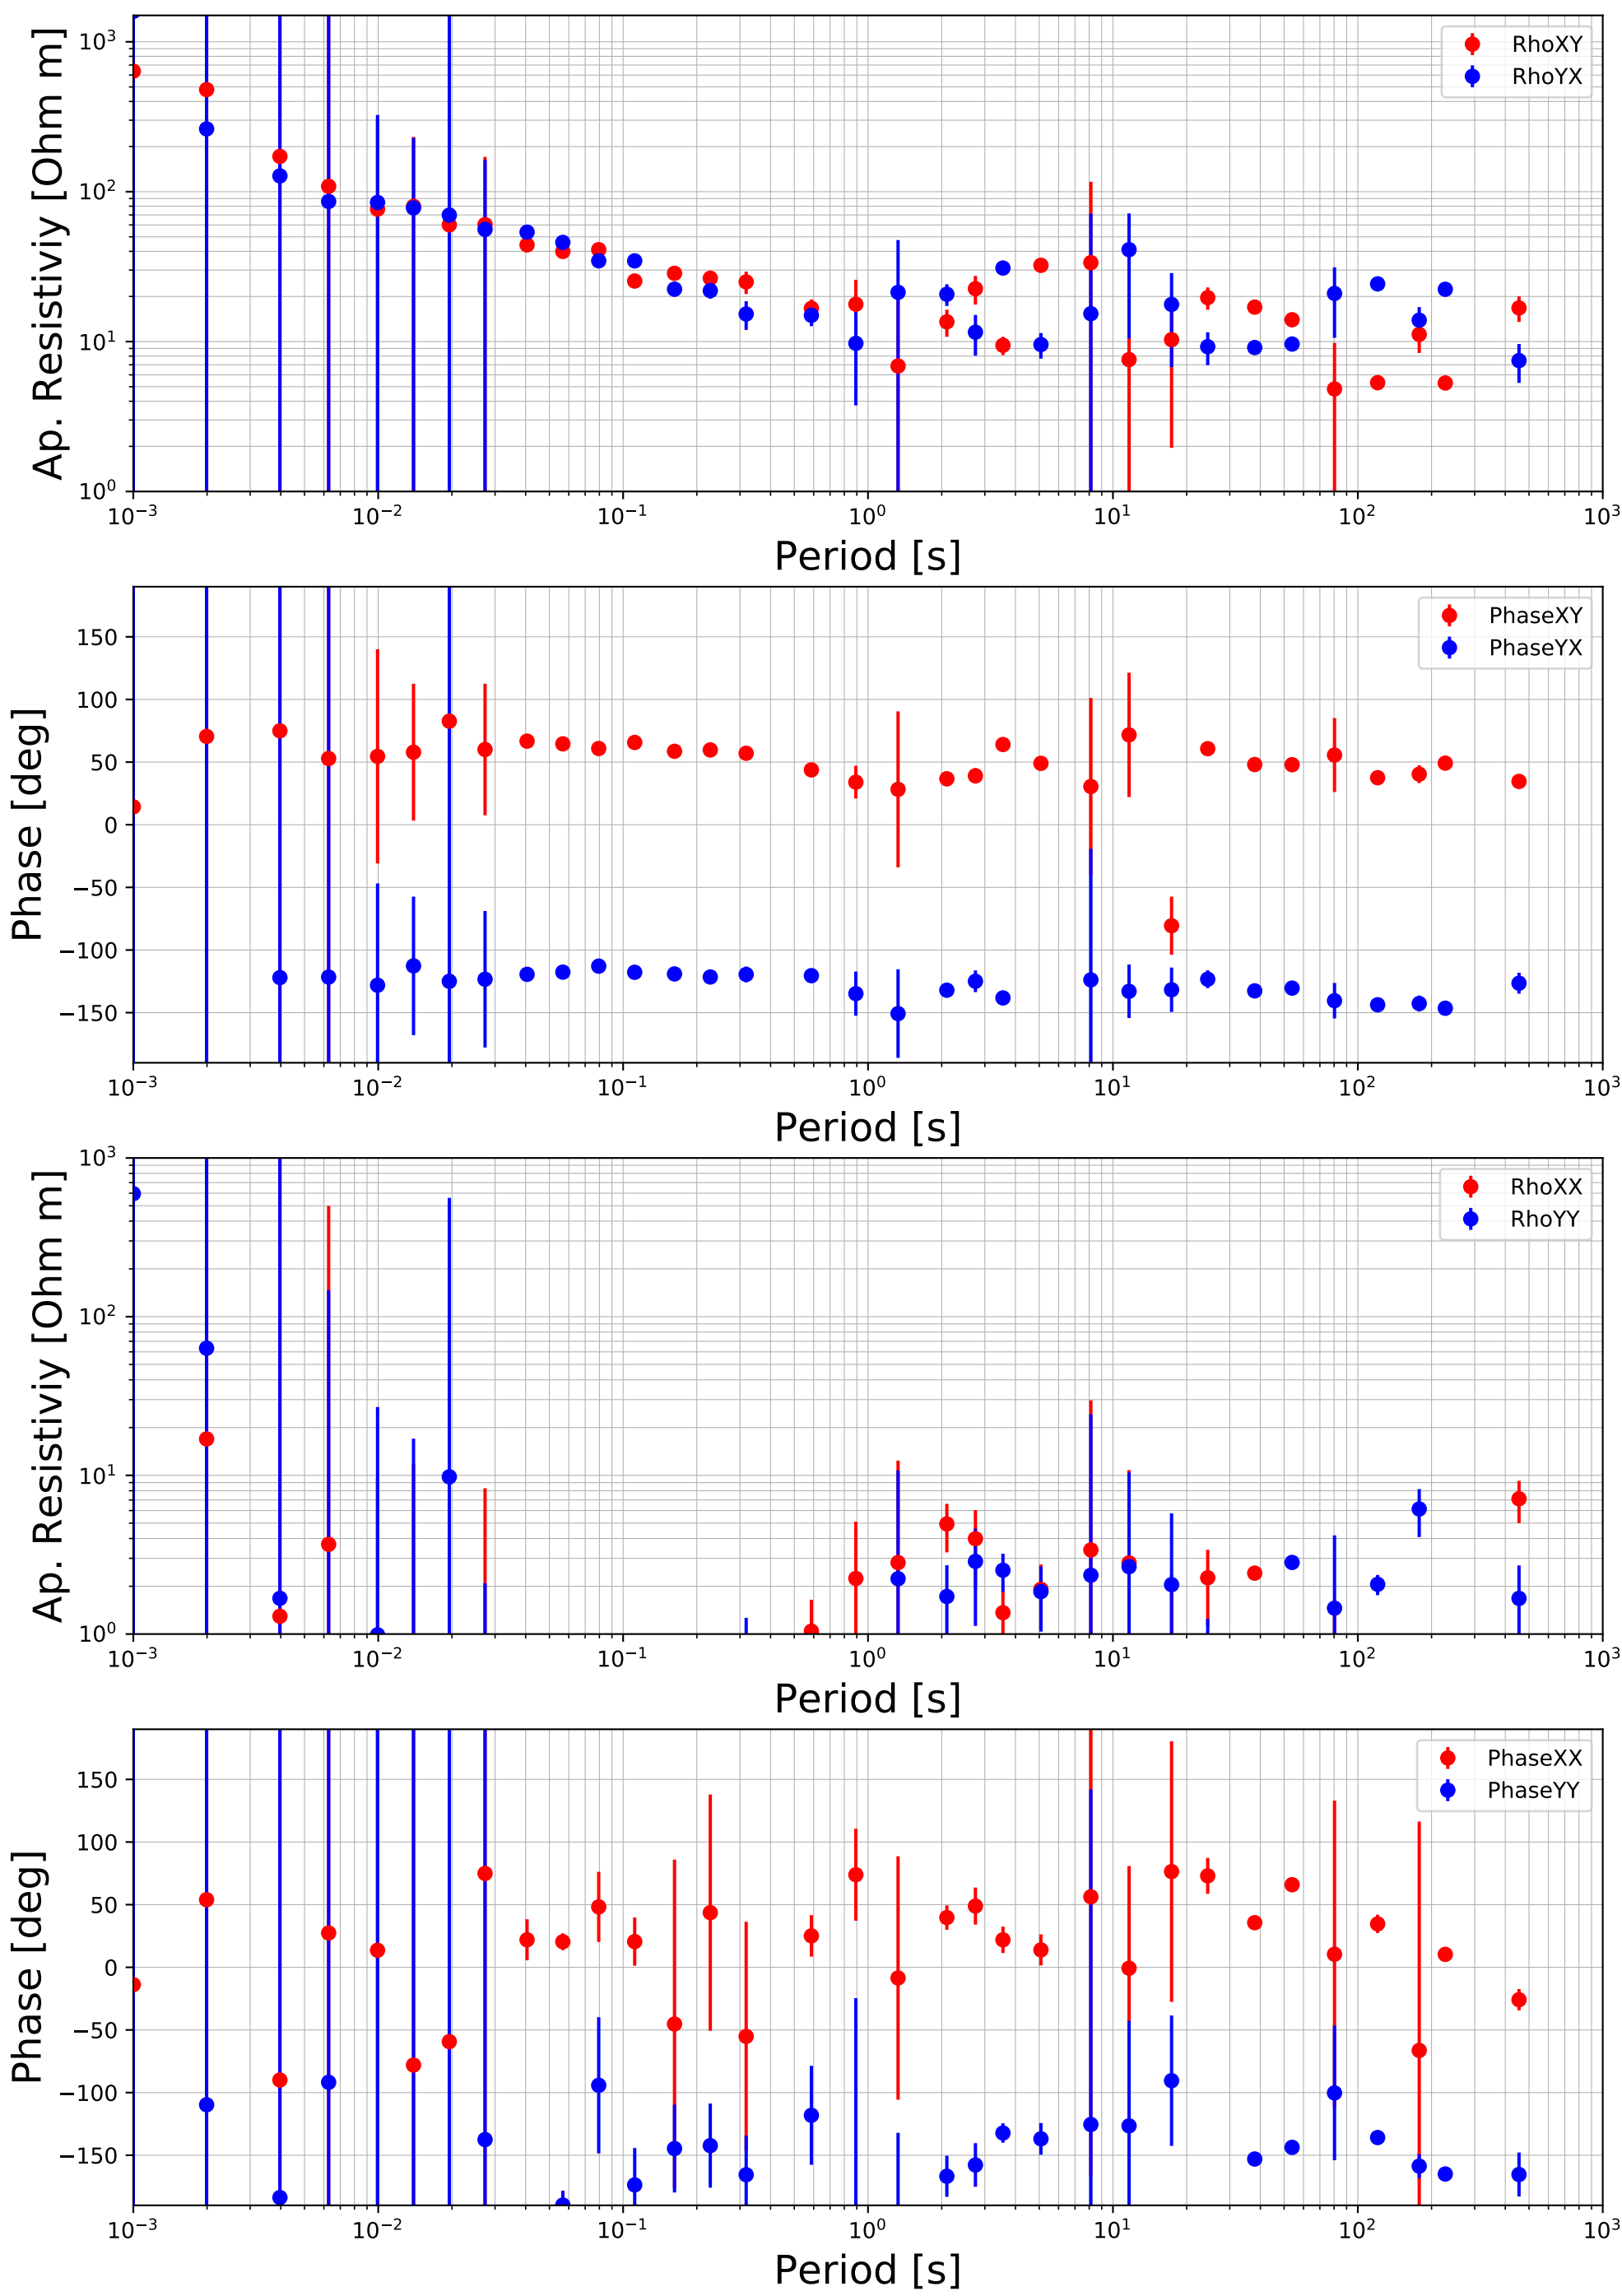 Ap. Resistiviy [Ohm m]
10³
10²
10¹
10⁰
RhoXY
RhoYX
10⁻³ 10⁻² 10⁻¹ 10⁰ 10¹ 10² 10³
Period [s]
Phase [deg]
150
100
50
0
−50
−100
−150
PhaseXY
PhaseYX
10⁻³ 10⁻² 10⁻¹ 10⁰ 10¹ 10² 10³
Period [s]
Ap. Resistiviy [Ohm m]
10³
10²
10¹
10⁰
RhoXX
RhoYY
10⁻³ 10⁻² 10⁻¹ 10⁰ 10¹ 10² 10³
Period [s]
Phase [deg]
150
100
50
0
−50
−100
−150
PhaseXX
PhaseYY
10⁻³ 10⁻² 10⁻¹ 10⁰ 10¹ 10² 10³
Period [s]